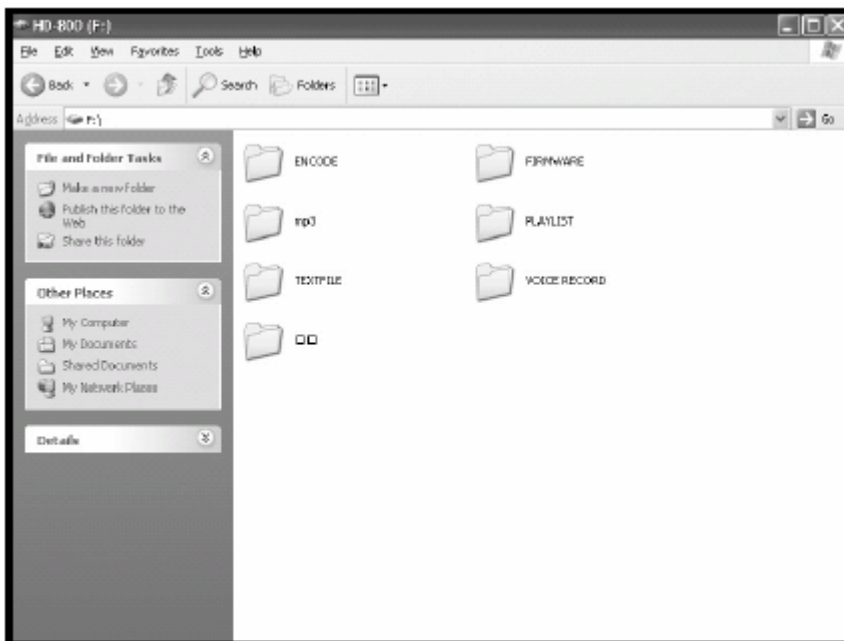 HD-800 (F:)
File Edit View Favorites Tools Help
Back Search Folders
Address F:\ Go
File and Folder Tasks
Make a new folder
Publish this folder to the
Web
Share this folder
Other Places
My Computer
My Documents
Shared Documents
My Network Places
Details
ENCODE FIRMWARE
mp3 PLAYLIST
TEXTFILE VOICE RECORD
□□